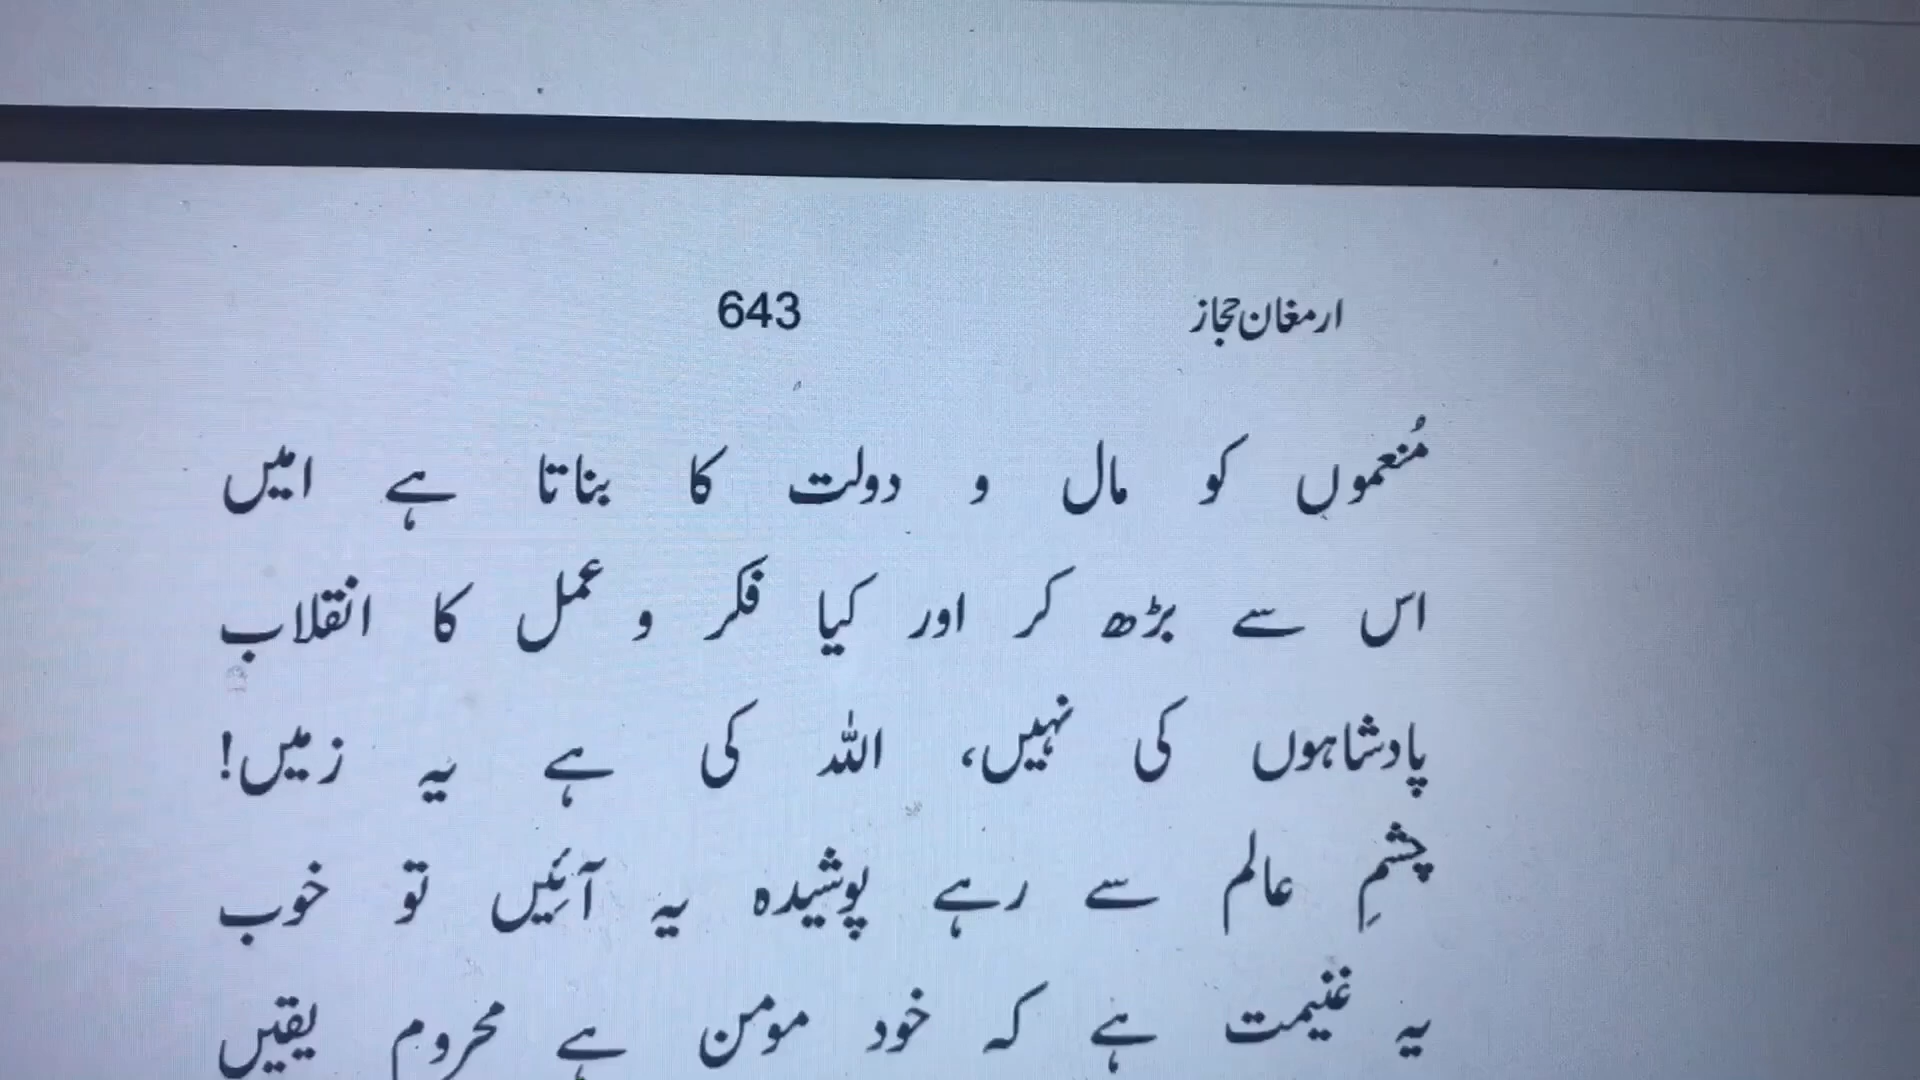 ارمغان حجاز 643
مُنعموں کو مال و دولت کا بناتا ہے امیں
اس سے بڑھ کر اور کیا فکر و عمل کا انقلاب
پادشاہوں کی نہیں، اللہ کی ہے یہ زمیں!
چشمِ عالم سے رہے پوشیدہ یہ آئِیں تو خوب
یہ غنیمت ہے کہ خود مومن ہے محروم یقیں